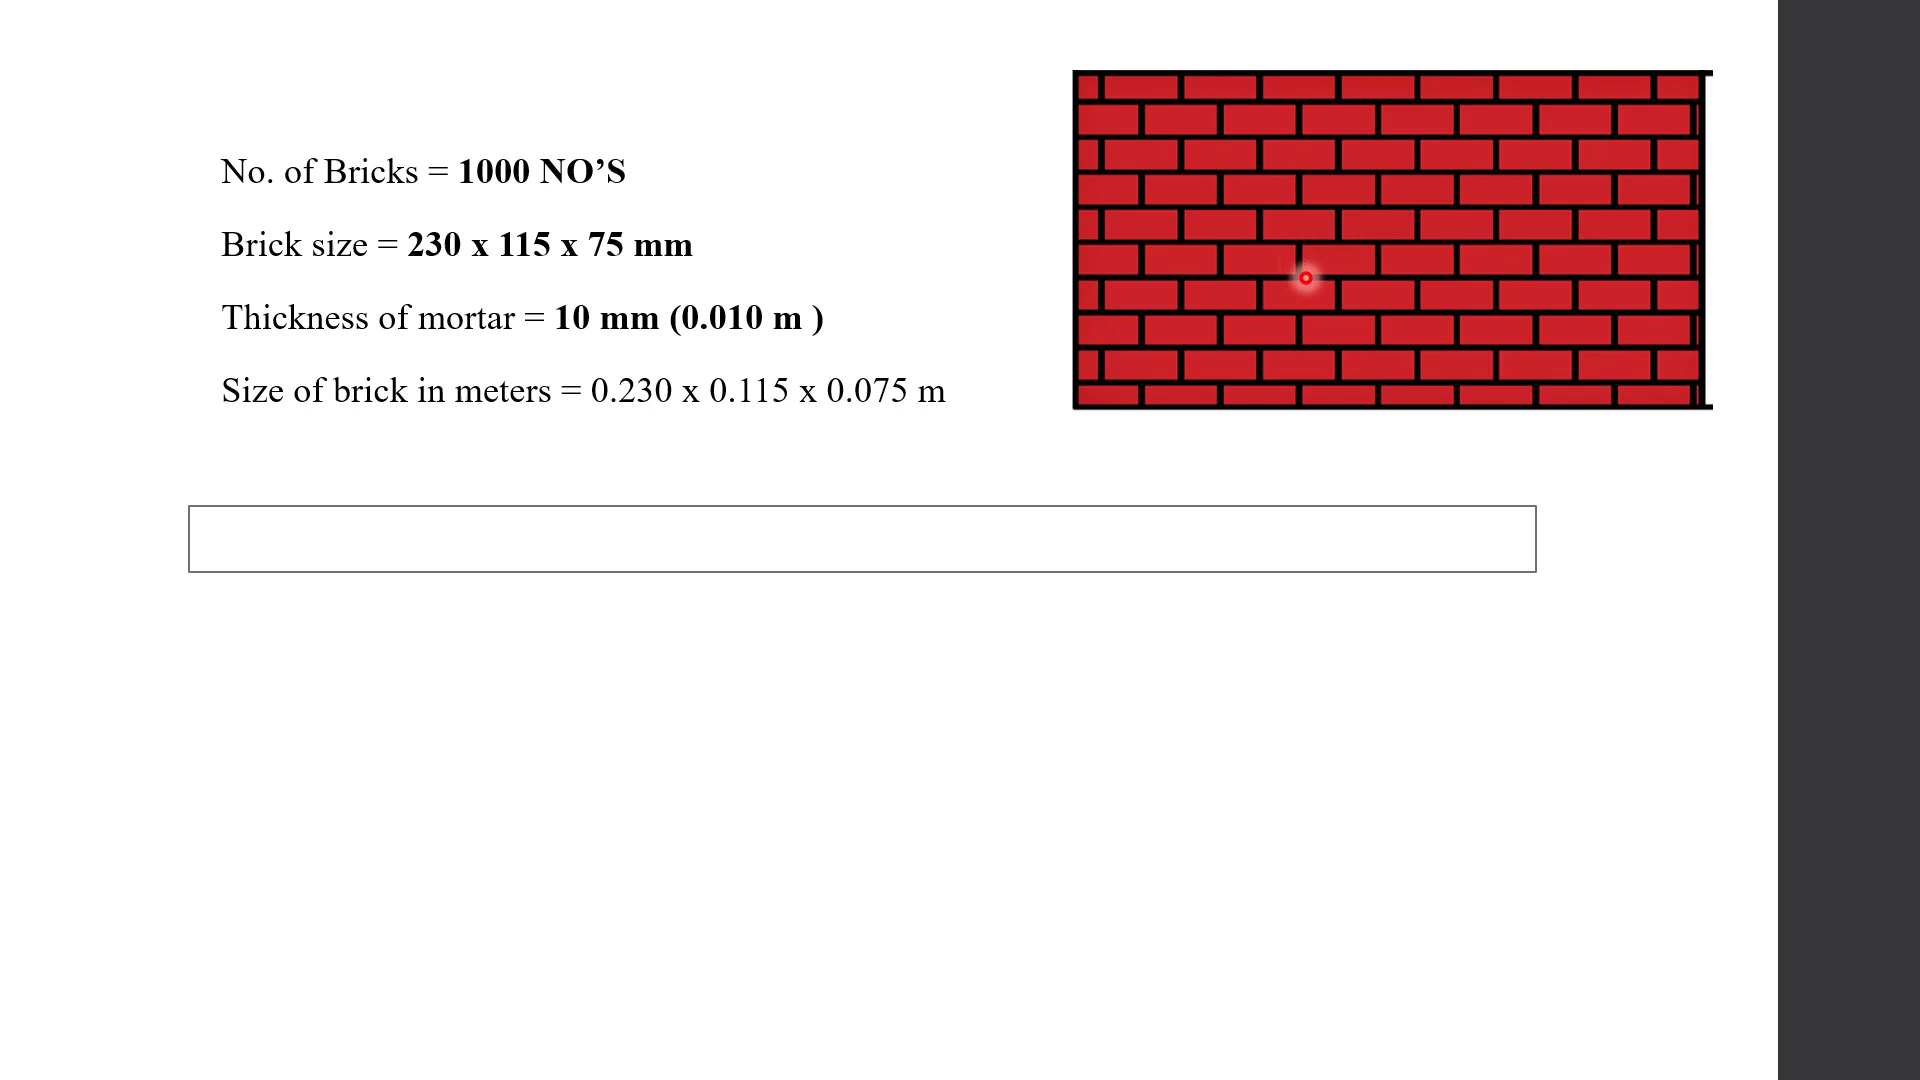 No. of Bricks = 1000 NO’S
Brick size = 230 x 115 x 75 mm
Thickness of mortar = 10 mm (0.010 m )
Size of brick in meters = 0.230 x 0.115 x 0.075 m